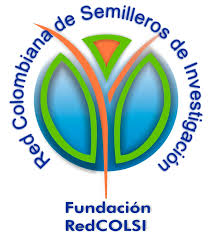 Red Colombiana de Semilleros de Investigación
Fundación
RedCOLSI